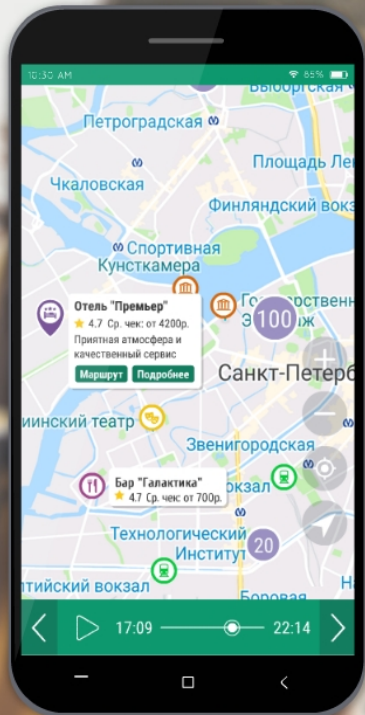 10:30 AM
85%
Выборгская
Петроградская
Площадь Ле
Чкаловская
Финляндский вокз
Спортивная
Кунсткамера
Отель "Премьер"
4.7 Ср. чек: от 4200р.
Приятная атмосфера и
качественный сервис
Маршрут Подробнее
100
Санкт-Петерб
иинский театр
Звенигородская
Бар "Галактика"
4.7 Ср. чек: от 700р.
окзал
Технологический
Институт
20
тийский вокзал
Боровая
17:09
22:14